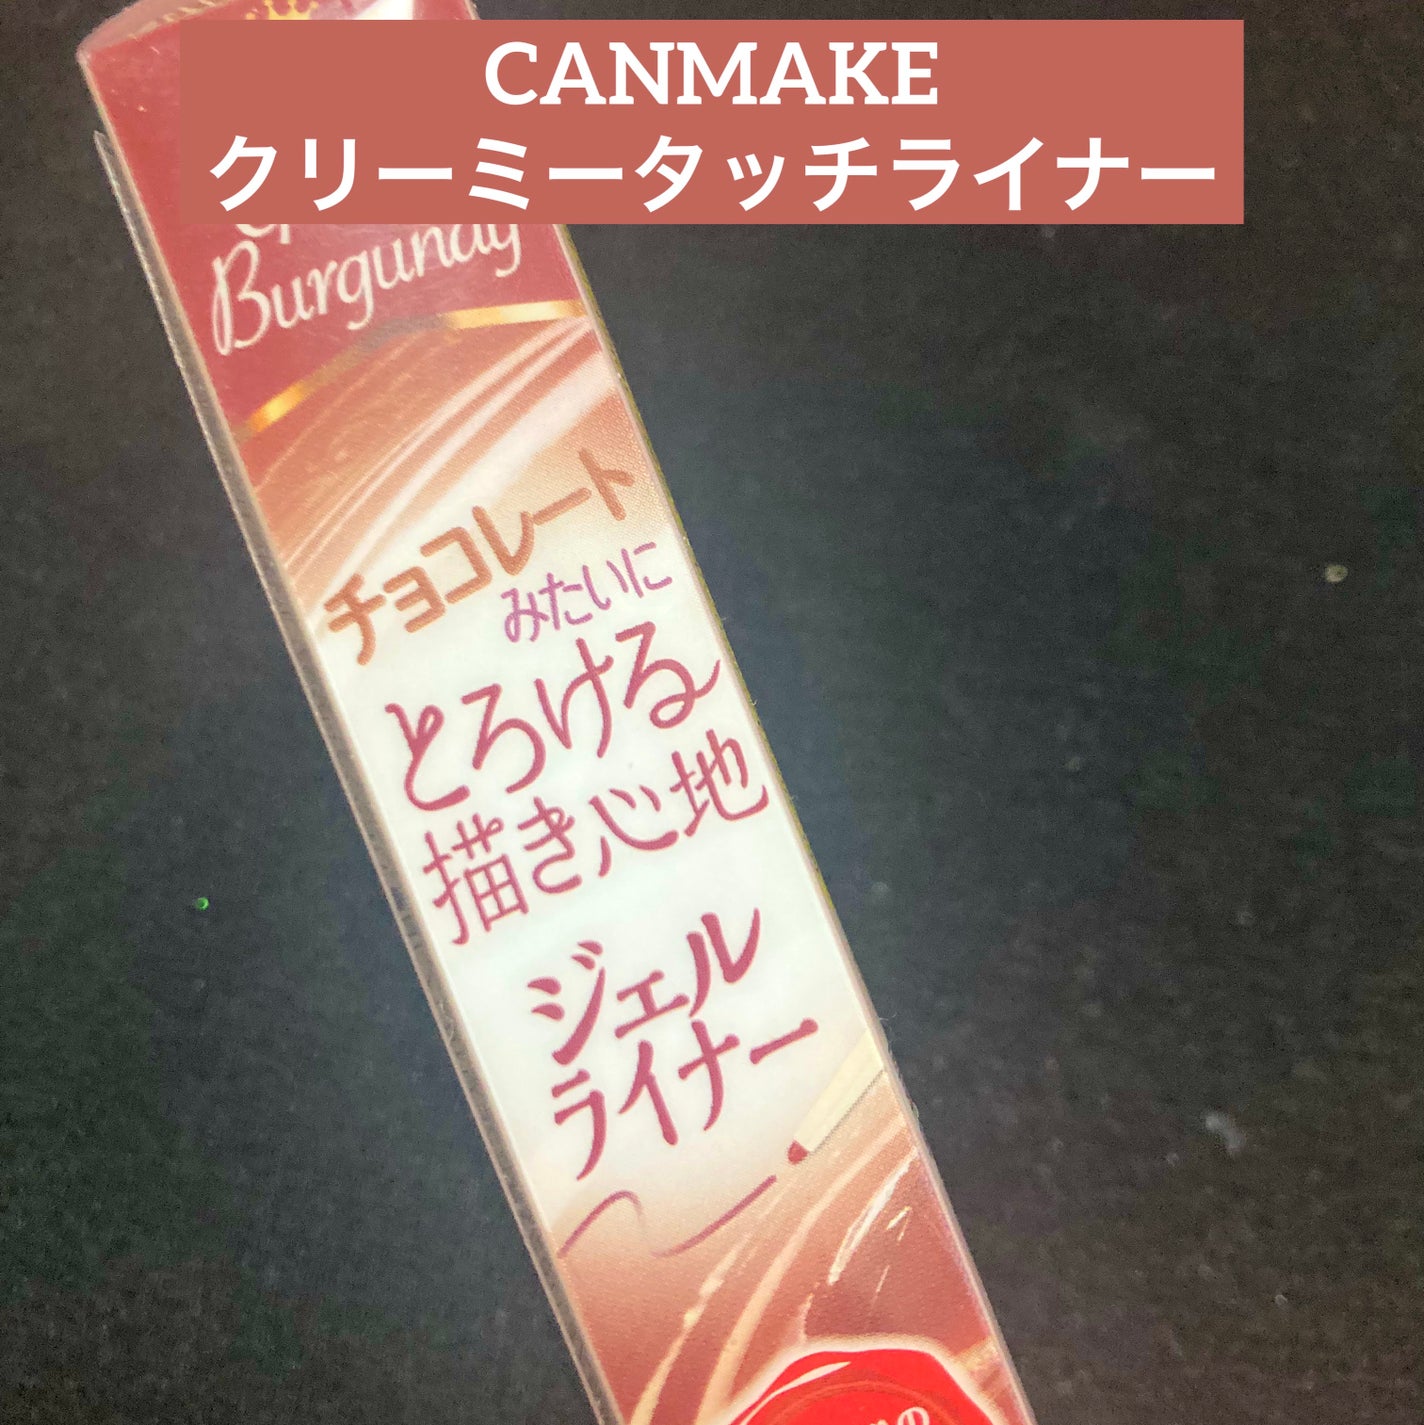 CANMAKE
クリーミータッチライナー
Burgundy
チョコレート
みたいに
とろける
描き心地
ジェル
ライナー
の